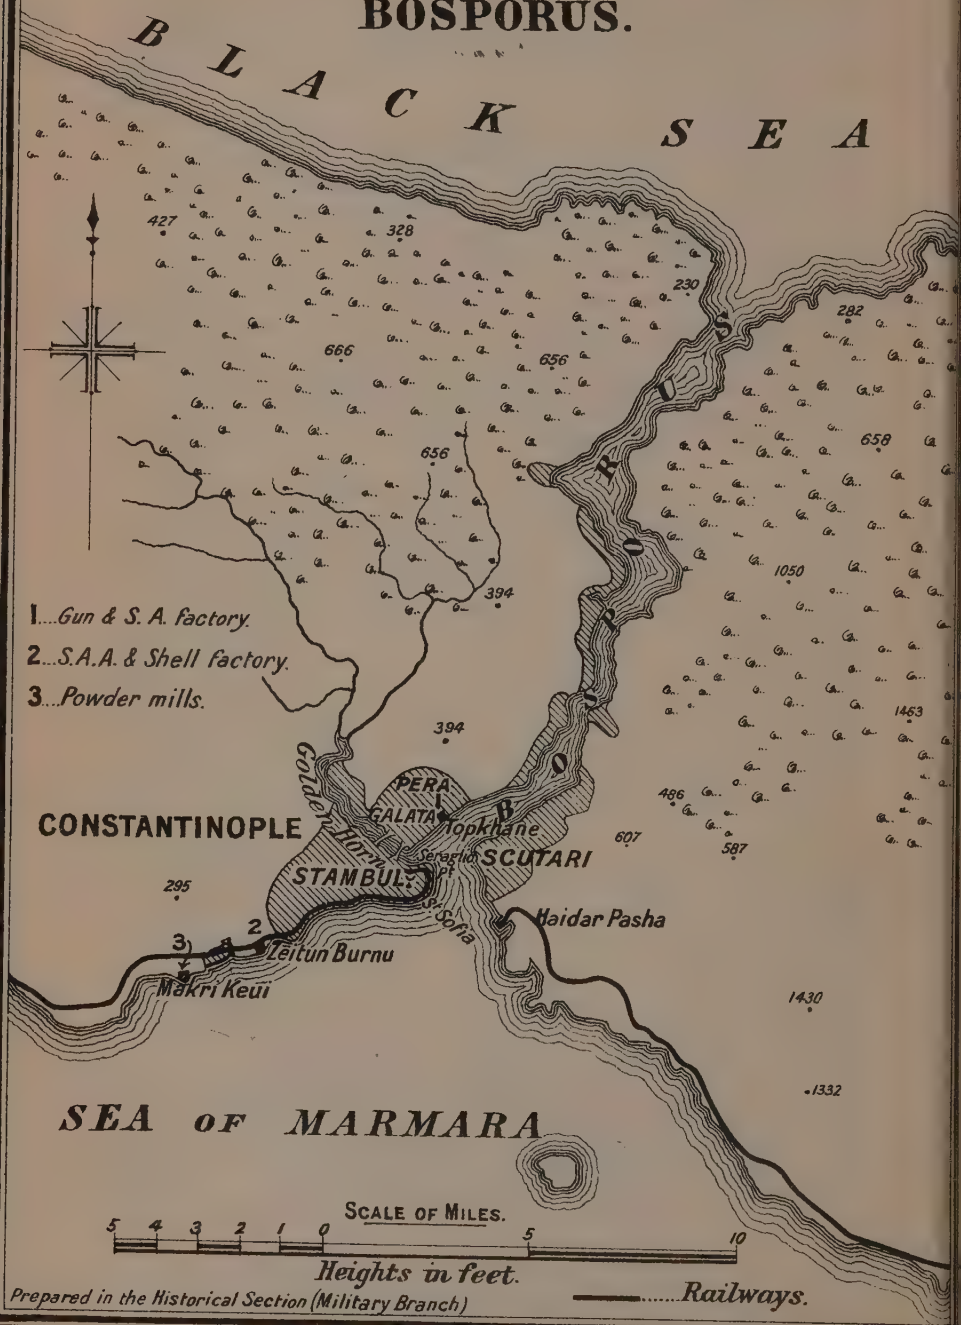 BOSPORUS.
BLACK SEA
427
328
230
282
666
656
658
656
1050
394
1....Gun & S. A. factory.
2...S.A.A. & Shell factory.
3...Powder mills.
1463
394
BOSPORUS
Golden Horn
PERA
1
GALATA
Topkhane
486
607
587
CONSTANTINOPLE
Seraglio Pt
SCUTARI
STAMBUL
295
St Sofia
Haidar Pasha
2
3
Zeitun Burnu
Makri Keui
1430
1332
SEA OF MARMARA
SCALE OF MILES.
5 4 3 2 1 0 5 10
Heights in feet.
Prepared in the Historical Section (Military Branch)
.......Railways.